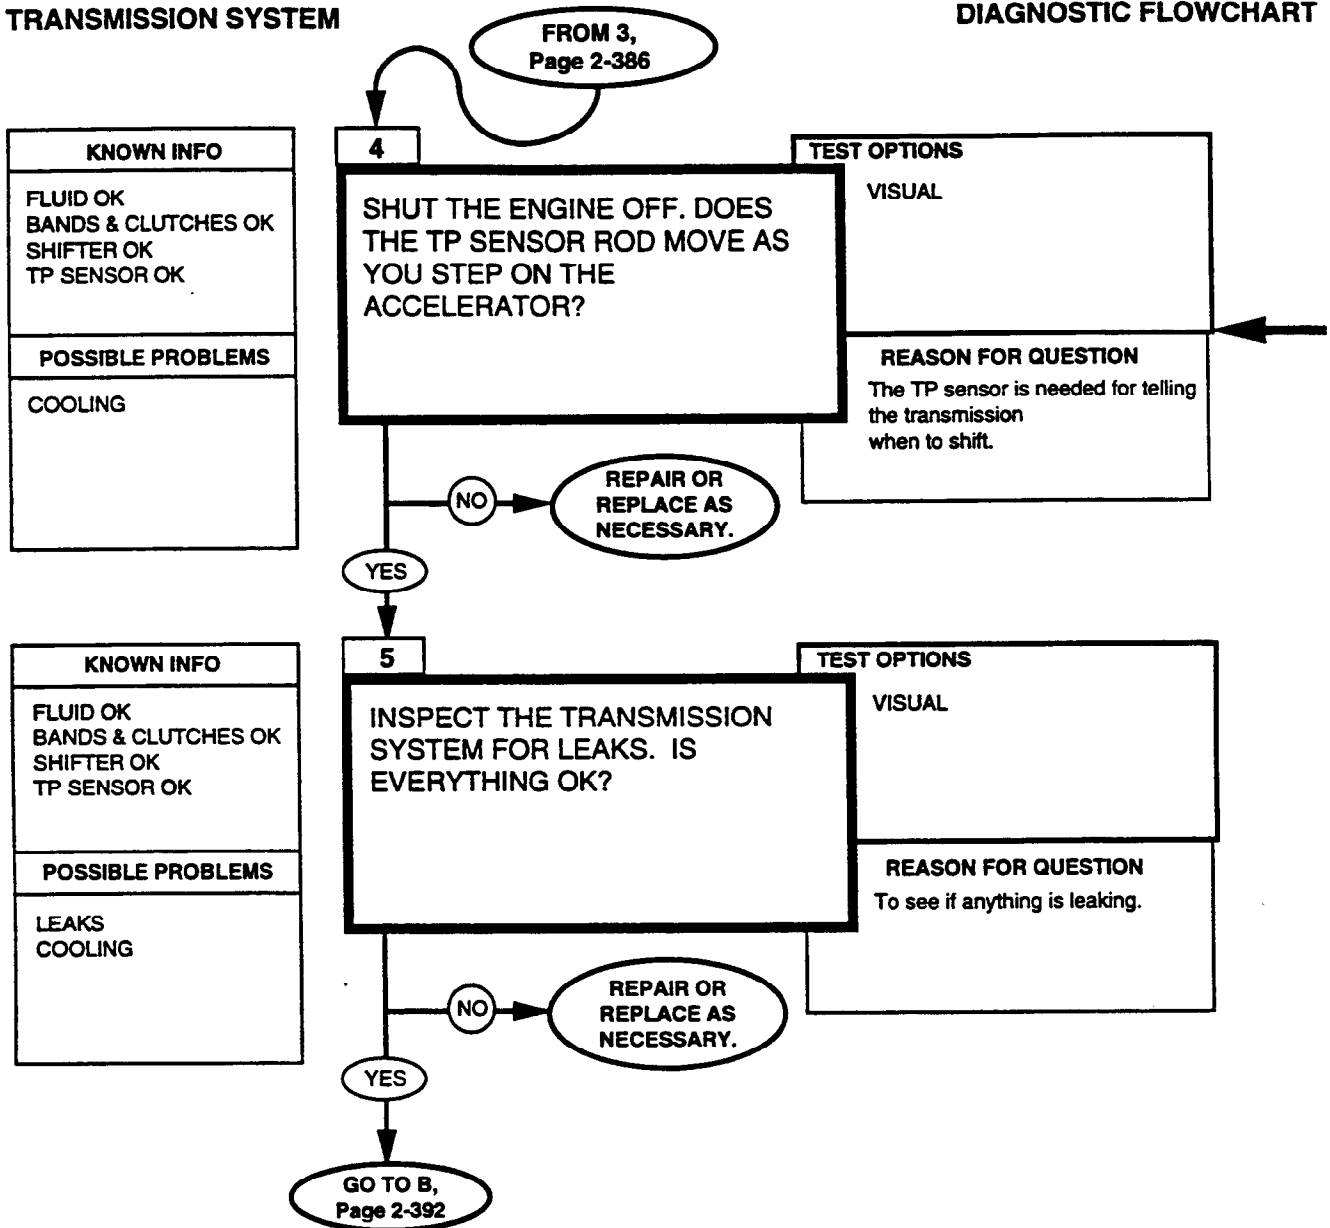 TRANSMISSION SYSTEM
DIAGNOSTIC FLOWCHART
FROM 3,
Page 2-386
KNOWN INFO
FLUID OK
BANDS & CLUTCHES OK
SHIFTER OK
TP SENSOR OK
POSSIBLE PROBLEMS
COOLING
4
SHUT THE ENGINE OFF. DOES
THE TP SENSOR ROD MOVE AS
YOU STEP ON THE
ACCELERATOR?
TEST OPTIONS
VISUAL
REASON FOR QUESTION
The TP sensor is needed for telling
the transmission
when to shift.
NO
REPAIR OR
REPLACE AS
NECESSARY.
YES
KNOWN INFO
FLUID OK
BANDS & CLUTCHES OK
SHIFTER OK
TP SENSOR OK
POSSIBLE PROBLEMS
LEAKS
COOLING
5
INSPECT THE TRANSMISSION
SYSTEM FOR LEAKS. IS
EVERYTHING OK?
TEST OPTIONS
VISUAL
REASON FOR QUESTION
To see if anything is leaking.
NO
REPAIR OR
REPLACE AS
NECESSARY.
YES
GO TO B,
Page 2-392